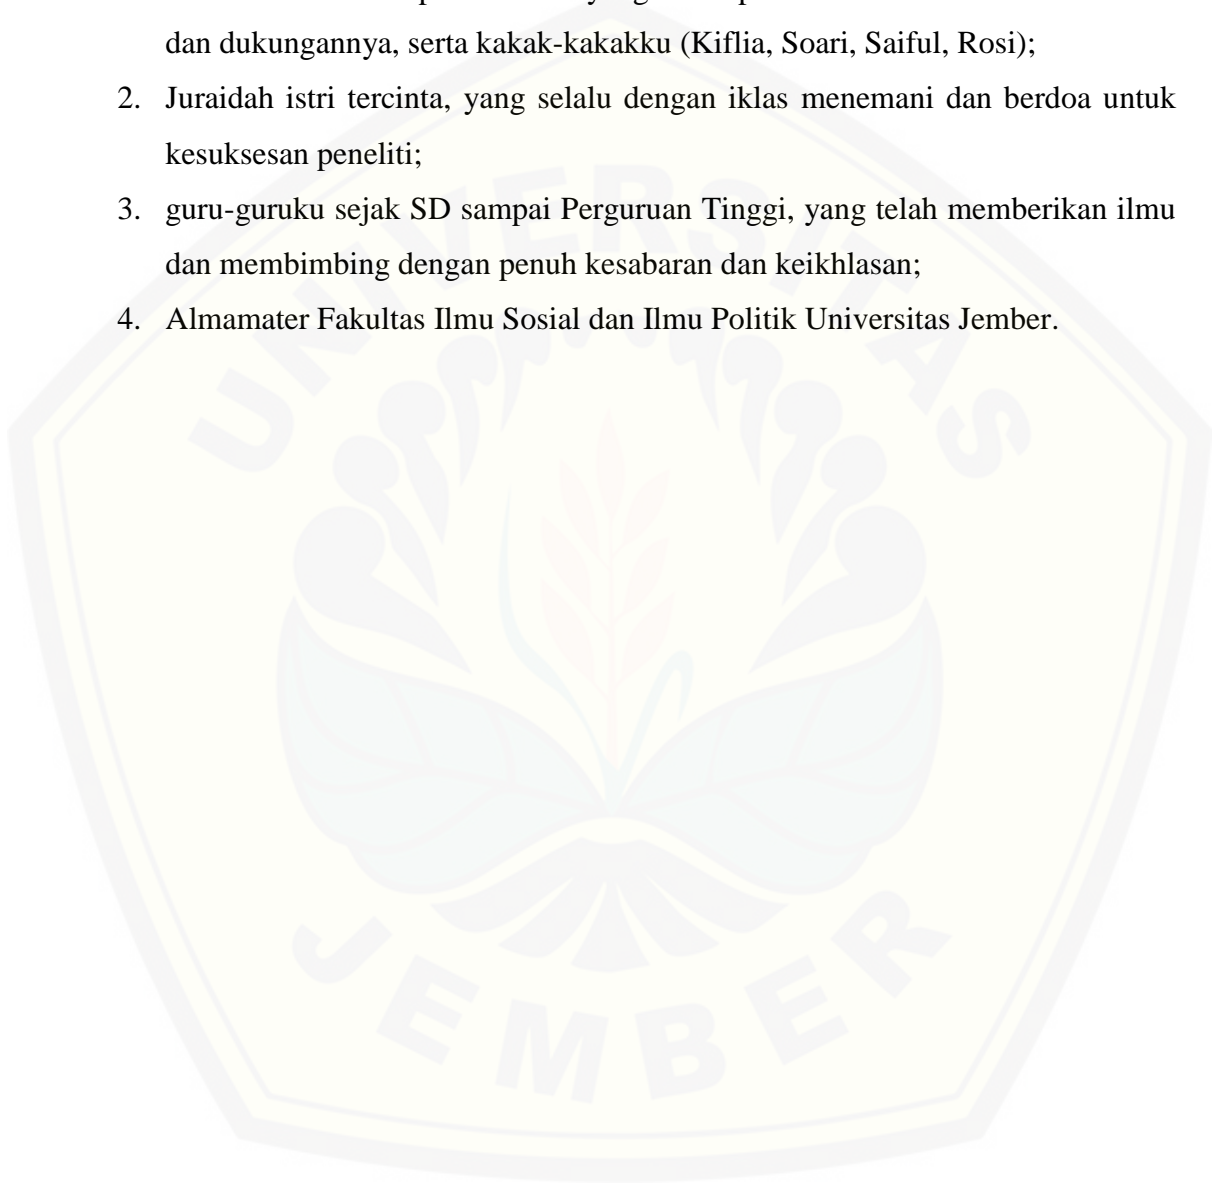 dan dukungannya, serta kakak-kakakku (Kiflia, Soari, Saiful, Rosi);
2. Juraidah istri tercinta, yang selalu dengan iklas menemani dan berdoa untuk
kesuksesan peneliti;
3. guru-guruku sejak SD sampai Perguruan Tinggi, yang telah memberikan ilmu
dan membimbing dengan penuh kesabaran dan keikhlasan;
4. Almamater Fakultas Ilmu Sosial dan Ilmu Politik Universitas Jember.
UNIVERSITAS
JEMBER